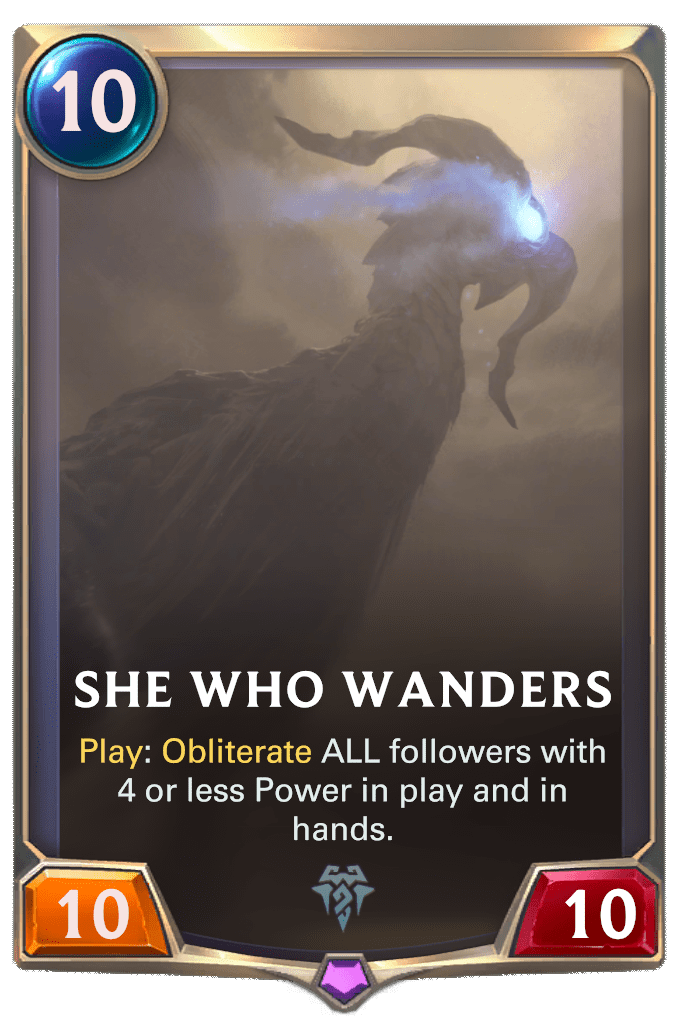 10
SHE WHO WANDERS
Play: Obliterate ALL followers with
4 or less Power in play and in
hands.
10
10